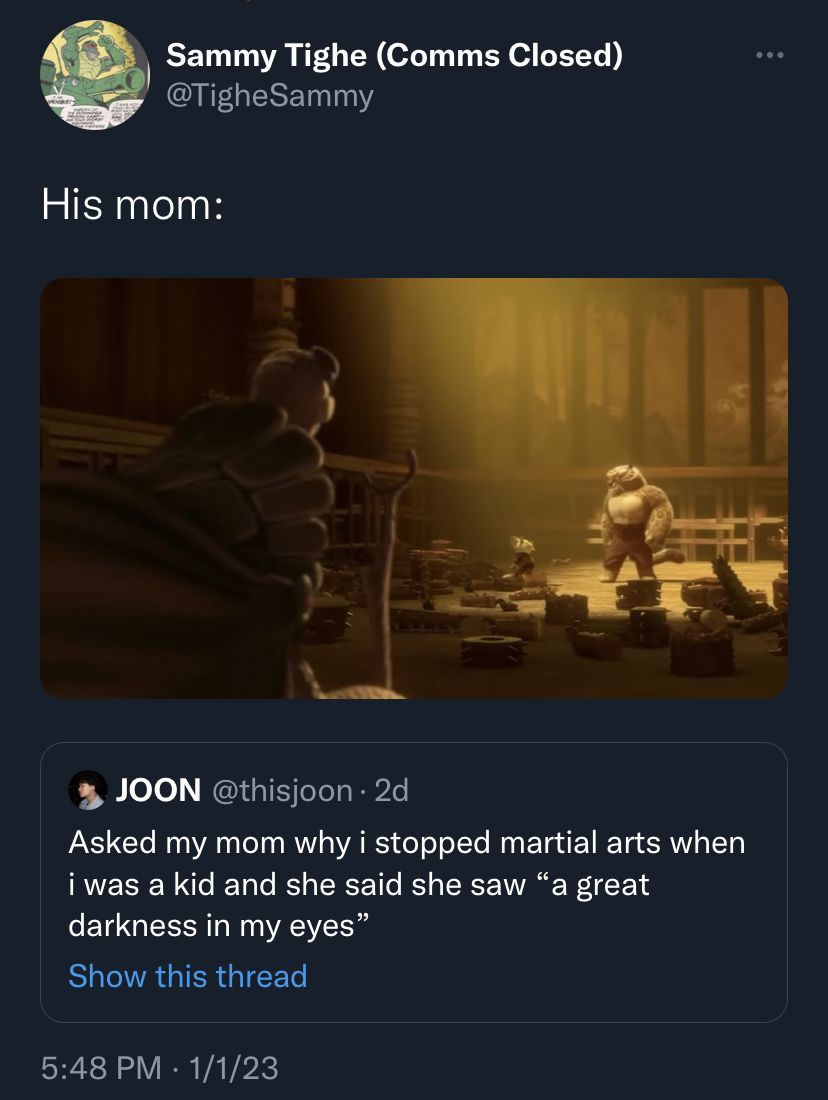 Sammy Tighe (Comms Closed)
@TigheSammy
His mom:
JOON @thisjoon · 2d
Asked my mom why i stopped martial arts when
i was a kid and she said she saw “a great
darkness in my eyes”
Show this thread
5:48 PM · 1/1/23